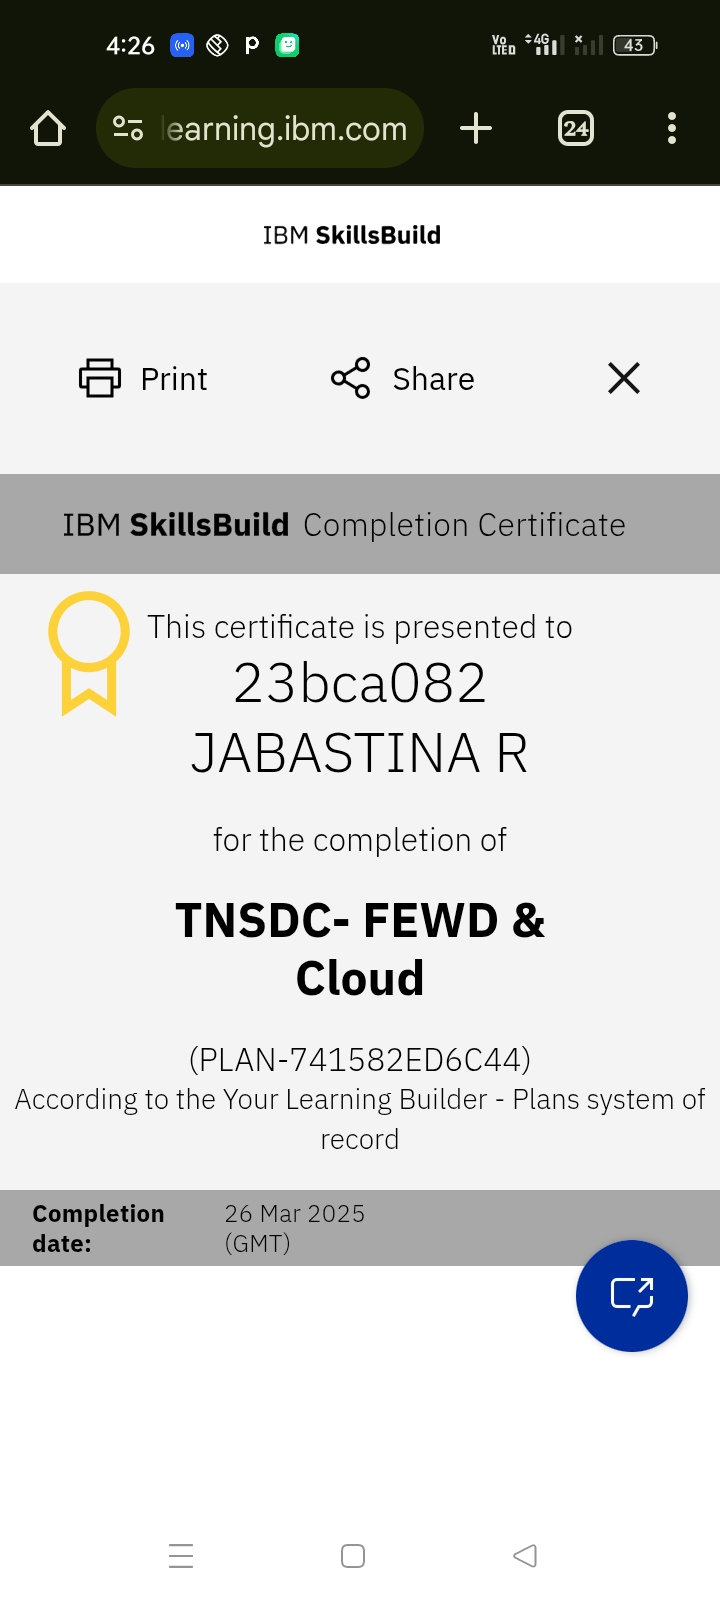 4:26
Vo LTED 4G 43
learning.ibm.com
24
IBM SkillsBuild
Print
Share
IBM SkillsBuild Completion Certificate
This certificate is presented to
23bca082
JABASTINA R
for the completion of
TNSDC- FEWD &
Cloud
(PLAN-741582ED6C44)
According to the Your Learning Builder - Plans system of
record
Completion 26 Mar 2025
date: (GMT)